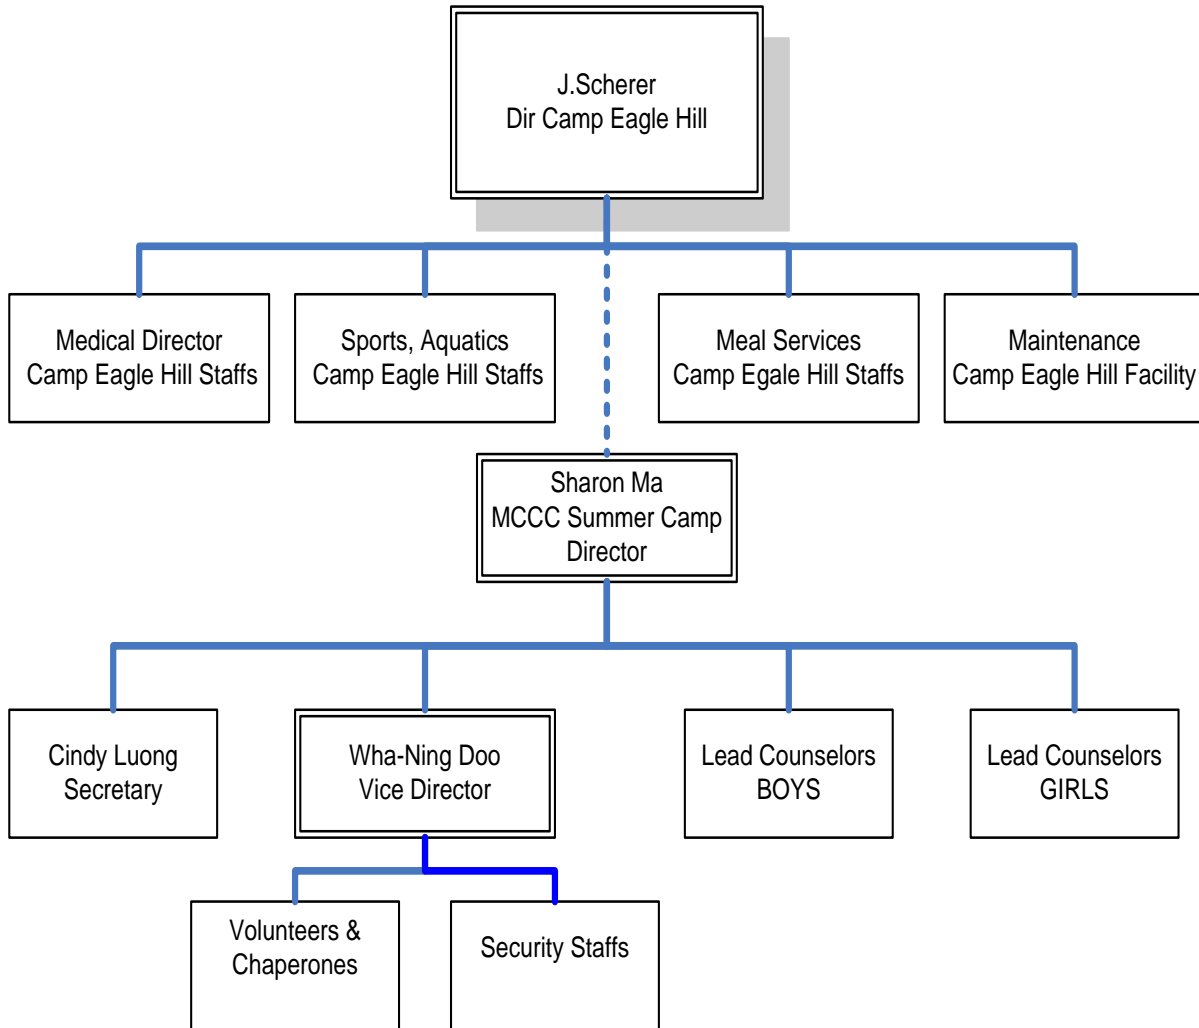 J.Scherer
Dir Camp Eagle Hill
Medical Director
Camp Eagle Hill Staffs
Sports, Aquatics
Camp Eagle Hill Staffs
Meal Services
Camp Egale Hill Staffs
Maintenance
Camp Eagle Hill Facility
Sharon Ma
MCCC Summer Camp
Director
Cindy Luong
Secretary
Wha-Ning Doo
Vice Director
Lead Counselors
BOYS
Lead Counselors
GIRLS
Volunteers &
Chaperones
Security Staffs